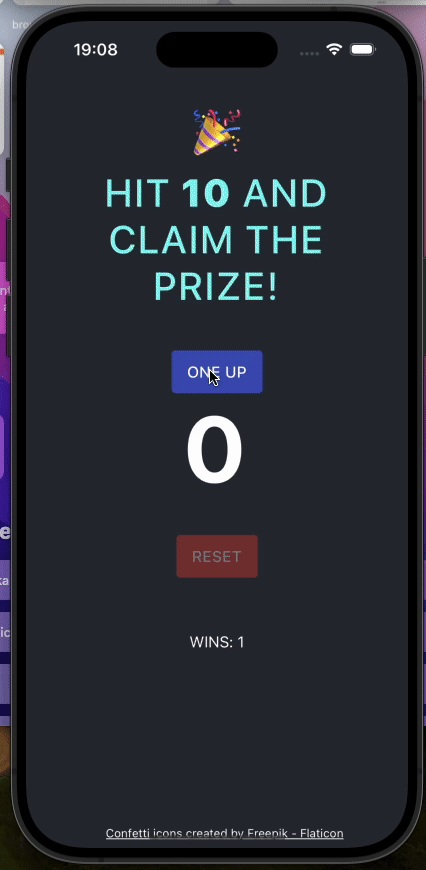 19:08
HIT 10 AND
CLAIM THE
PRIZE!
ONE UP
0
RESET
WINS: 1
Confetti icons created by Freepik - Flaticon